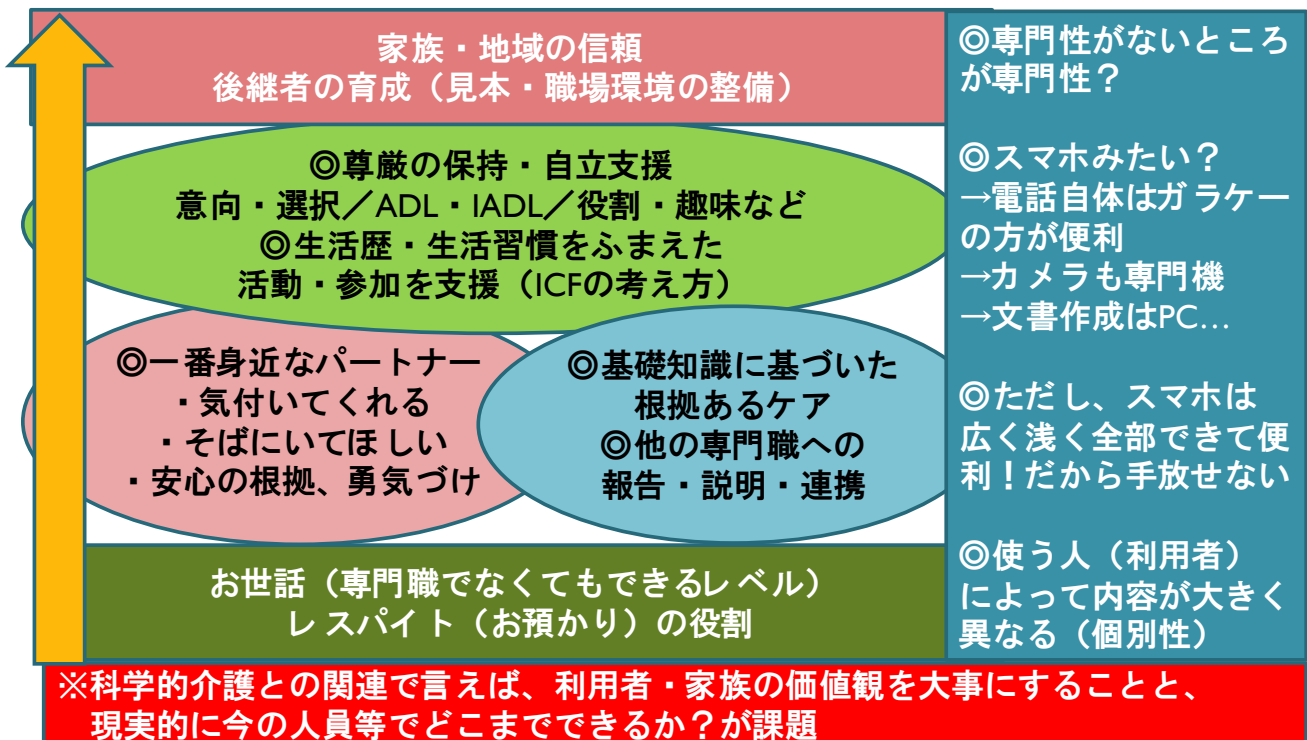 家族・地域の信頼
後継者の育成（見本・職場環境の整備）
◎尊厳の保持・自立支援
意向・選択／ADL・IADL／役割・趣味など
◎生活歴・生活習慣をふまえた
活動・参加を支援（ICFの考え方）
◎一番身近なパートナー
・気付いてくれる
・そばにいてほしい
・安心の根拠、勇気づけ
◎基礎知識に基づいた
根拠あるケア
◎他の専門職への
報告・説明・連携
お世話（専門職でなくてもできるレベル）
レスパイト（お預かり）の役割
◎専門性がないところ
が専門性？
◎スマホみたい？
→電話自体はガラケー
の方が便利
→カメラも専門機
→文書作成はPC…
◎ただし、スマホは
広く浅く全部できて便
利！だから手放せない
◎使う人（利用者）
によって内容が大きく
異なる（個別性）
※科学的介護との関連で言えば、利用者・家族の価値観を大事にすることと、
現実的に今の人員等でどこまでできるか？が課題